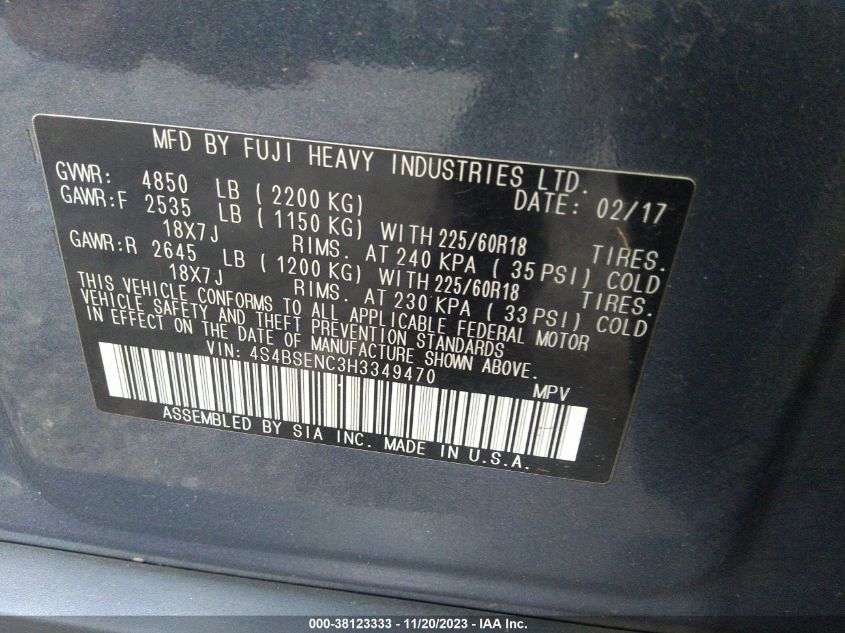 MFD BY FUJI HEAVY INDUSTRIES LTD.
GVWR: 4850 LB ( 2200 KG) DATE: 02/17
GAWR:F 2535 LB ( 1150 KG) WITH 225/60R18 TIRES.
18X7J RIMS. AT 240 KPA ( 35 PSI) COLD
GAWR:R 2645 LB ( 1200 KG) WITH 225/60R18 TIRES.
18X7J RIMS. AT 230 KPA ( 33 PSI) COLD
THIS VEHICLE CONFORMS TO ALL APPLICABLE FEDERAL MOTOR
VEHICLE SAFETY AND THEFT PREVENTION STANDARDS
IN EFFECT ON THE DATE OF MANUFACTURE SHOWN ABOVE.
VIN: 4S4BSENC3H3349470 MPV
ASSEMBLED BY SIA INC. MADE IN U.S.A.
000-38123333 - 11/20/2023 - IAA Inc.